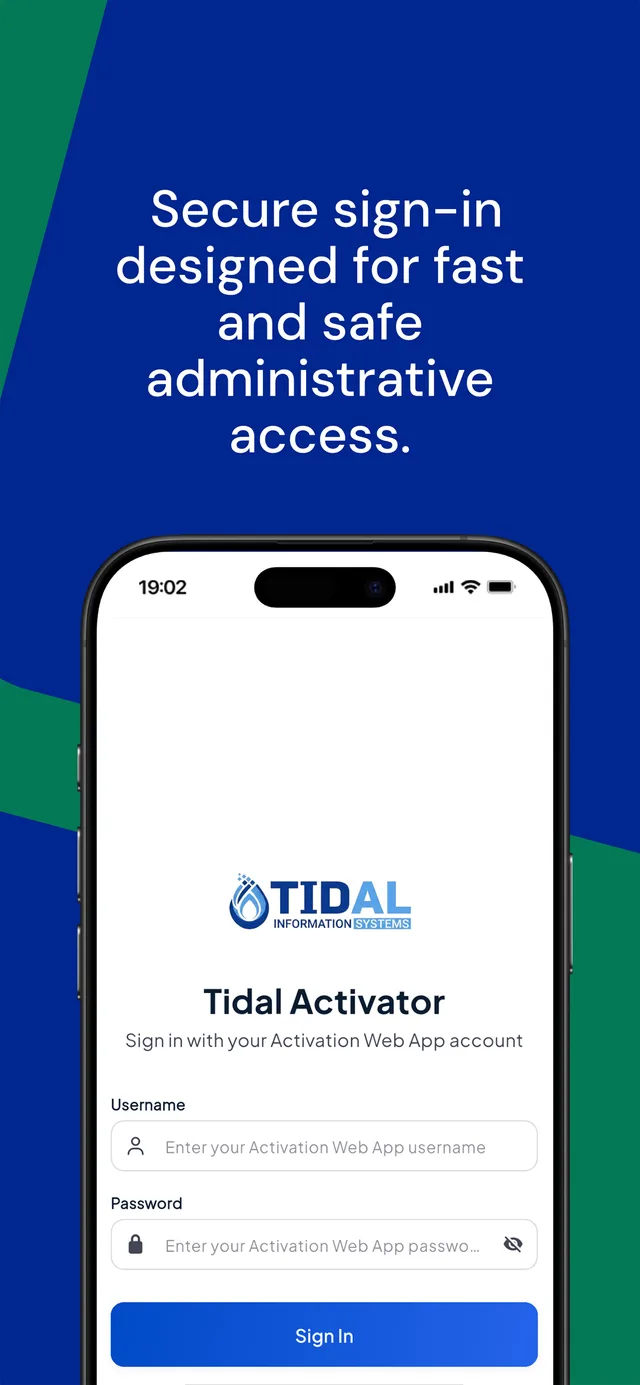 Secure sign-in
designed for fast
and safe
administrative
access.
19:02
TIDAL
INFORMATION SYSTEMS
Tidal Activator
Sign in with your Activation Web App account
Username
Enter your Activation Web App username
Password
Enter your Activation Web App passwo...
Sign In